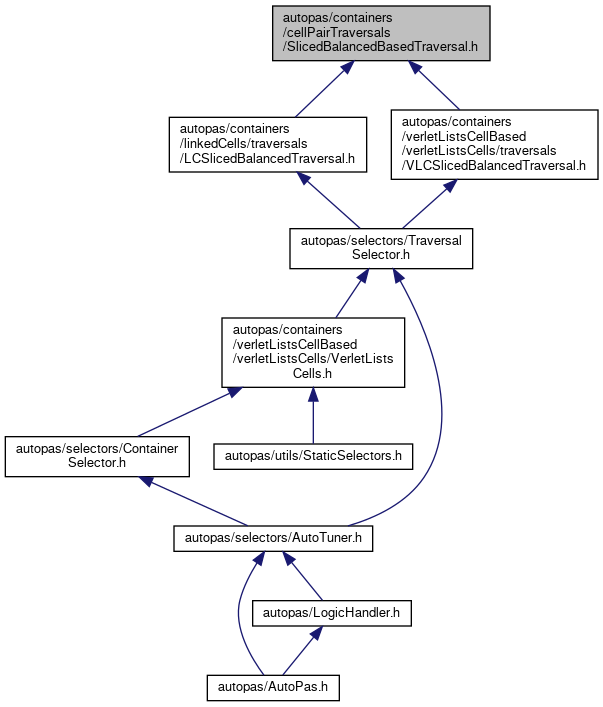 autopas/containers
/cellPairTraversals
/SlicedBalancedBasedTraversal.h
autopas/containers
/linkedCells/traversals
/LCSlicedBalancedTraversal.h
autopas/containers
/verletListsCellBased
/verletListsCells/traversals
/VLCSlicedBalancedTraversal.h
autopas/selectors/Traversal
Selector.h
autopas/containers
/verletListsCellBased
/verletListsCells/VerletLists
Cells.h
autopas/selectors/Container
Selector.h
autopas/utils/StaticSelectors.h
autopas/selectors/AutoTuner.h
autopas/LogicHandler.h
autopas/AutoPas.h